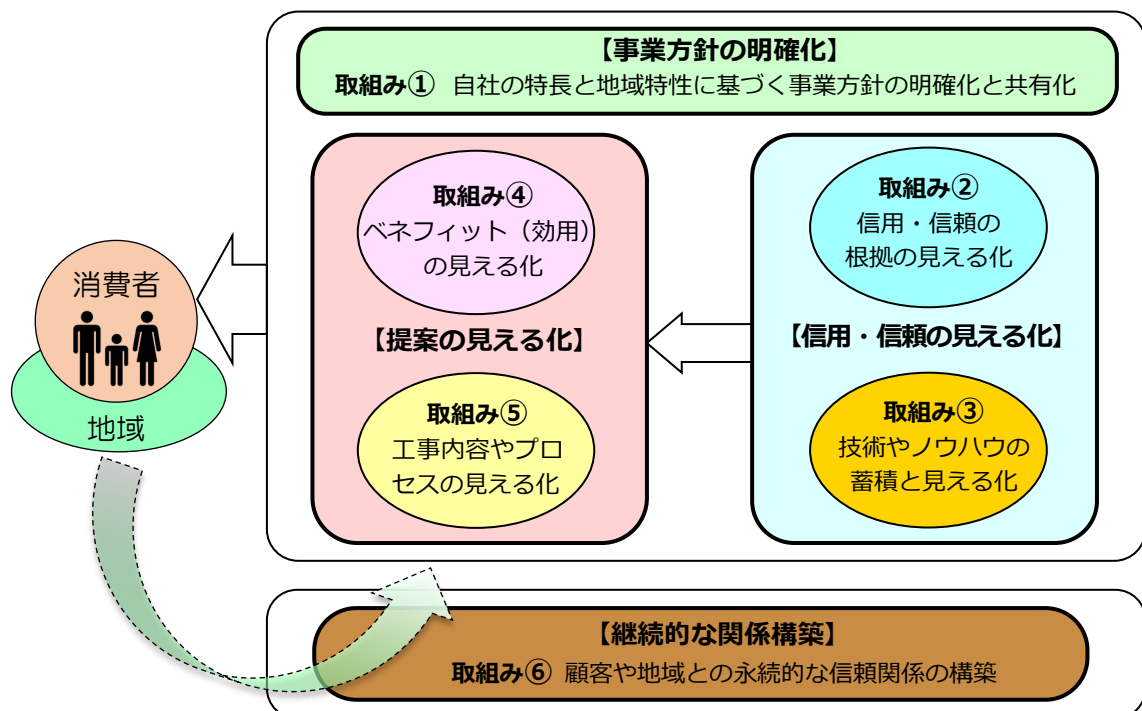 【事業方針の明確化】
取組み① 自社の特長と地域特性に基づく事業方針の明確化と共有化
消費者
地域
取組み④
ベネフィット（効用）
の見える化
【提案の見える化】
取組み⑤
工事内容やプロ
セスの見える化
取組み②
信用・信頼の
根拠の見える化
【信用・信頼の見える化】
取組み③
技術やノウハウの
蓄積と見える化
【継続的な関係構築】
取組み⑥ 顧客や地域との永続的な信頼関係の構築